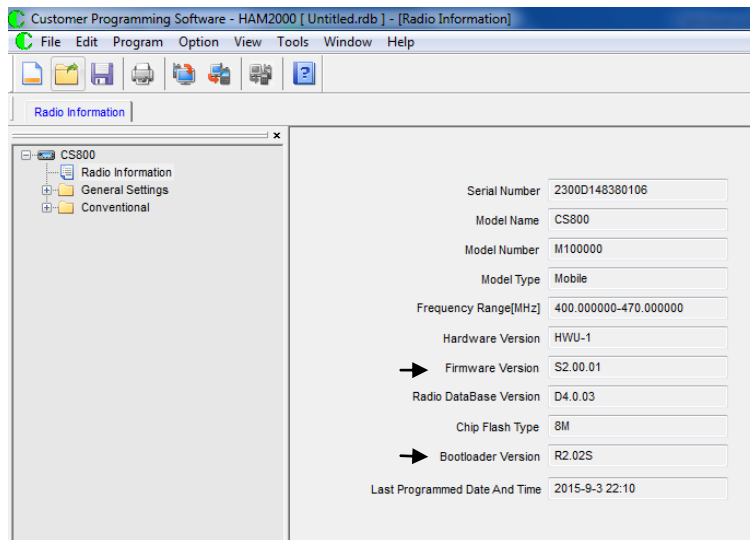 Customer Programming Software - HAM2000 [ Untitled.rdb ] - [Radio Information]
File Edit Program Option View Tools Window Help
Radio Information
CS800
Radio Information
General Settings
Conventional
Serial Number 2300D148380106
Model Name CS800
Model Number M100000
Model Type Mobile
Frequency Range[MHz] 400.000000-470.000000
Hardware Version HWU-1
Firmware Version S2.00.01
Radio DataBase Version D4.0.03
Chip Flash Type 8M
Bootloader Version R2.02S
Last Programmed Date And Time 2015-9-3 22:10